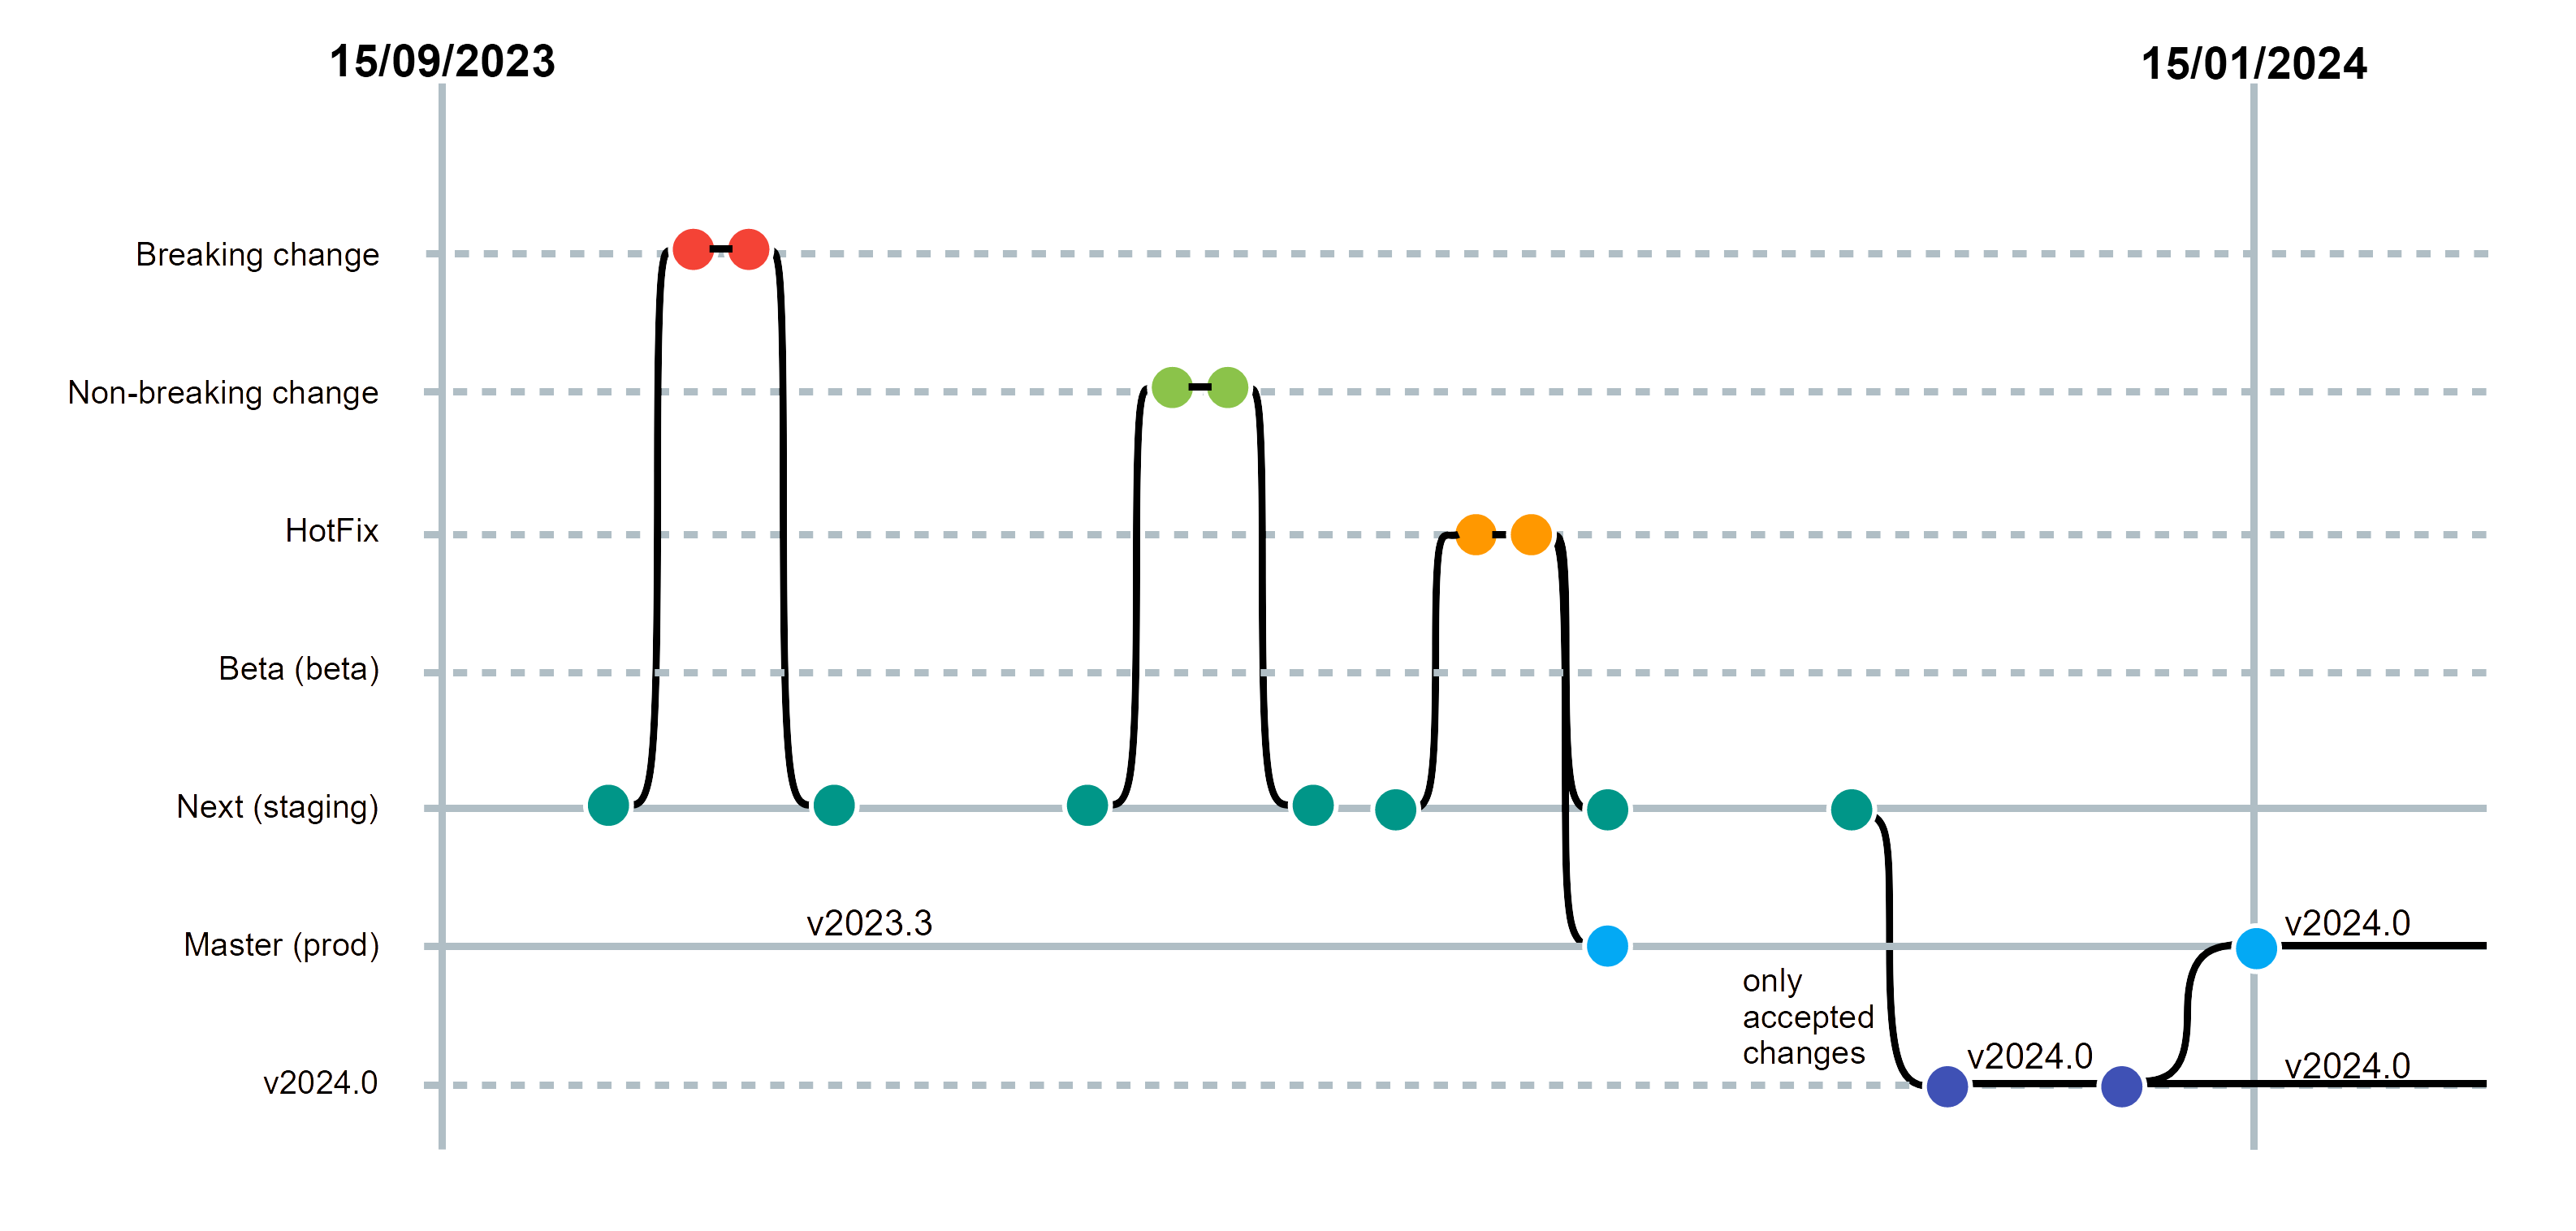 15/09/2023
15/01/2024
Breaking change
Non-breaking change
HotFix
Beta (beta)
Next (staging)
v2023.3
v2024.0
Master (prod)
only
accepted
changes
v2024.0
v2024.0
v2024.0